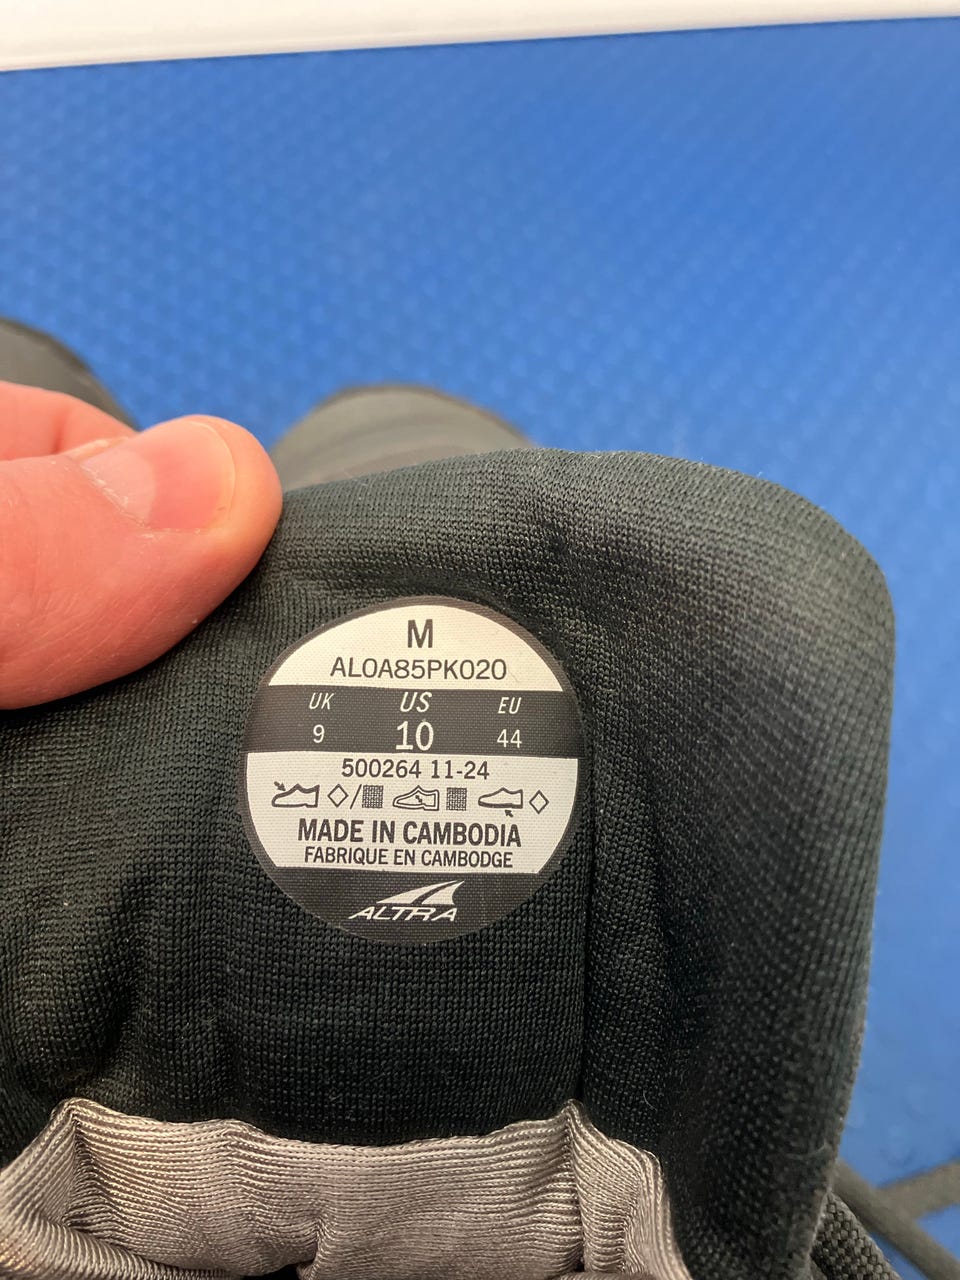 M
AL0A85PK020
UK US EU
9 10 44
500264 11-24
MADE IN CAMBODIA
FABRIQUE EN CAMBODGE
ALTRA